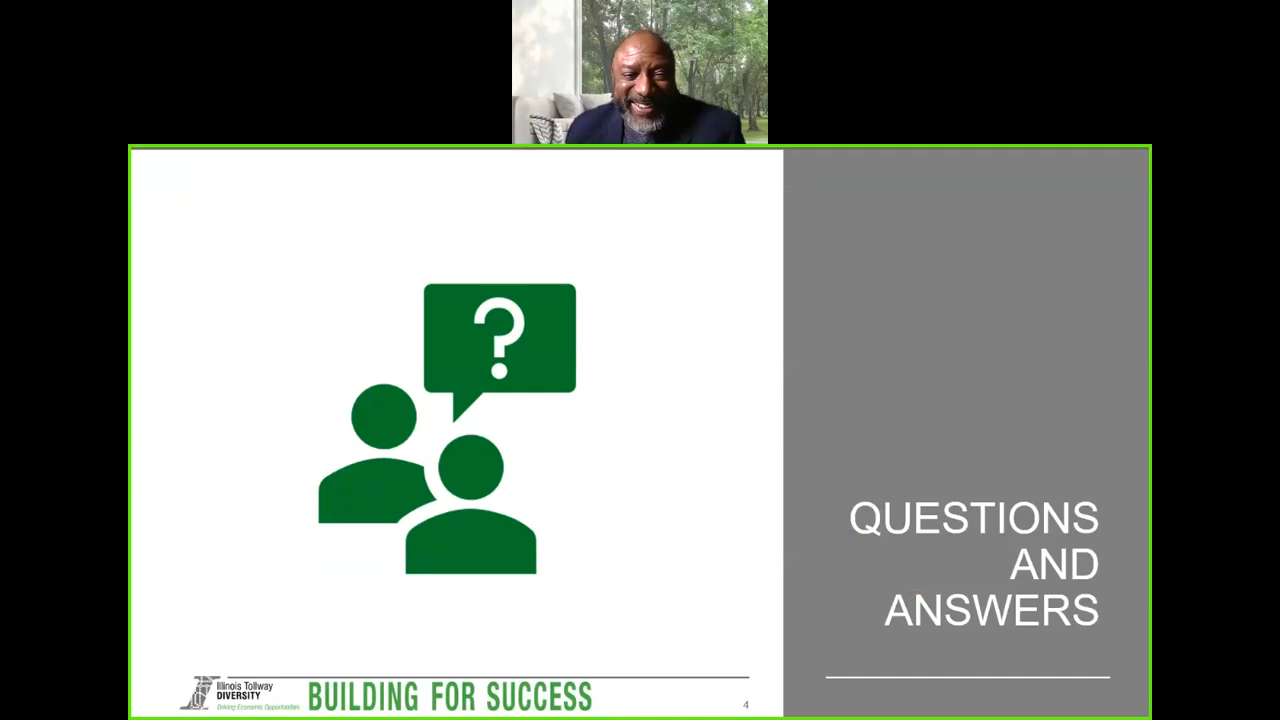 ?
QUESTIONS
AND
ANSWERS
Illinois Tollway
DIVERSITY
Driving Economic Opportunities
BUILDING FOR SUCCESS
4